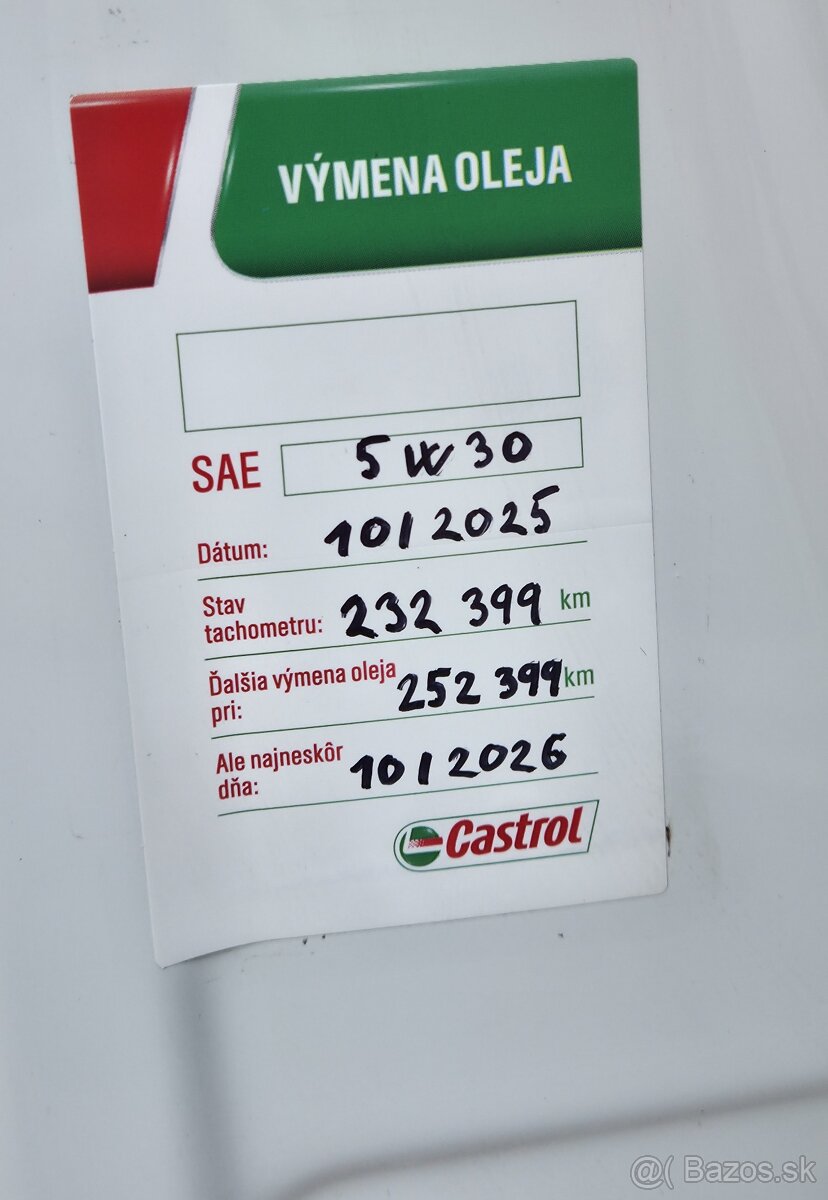 VÝMENA OLEJA
SAE 5W30
Dátum: 10/2025
Stav
tachometru: 232 399 km
Ďalšia výmena oleja
pri: 252 399 km
Ale najneskôr
dňa: 10/2026
Castrol
@( Bazos.sk